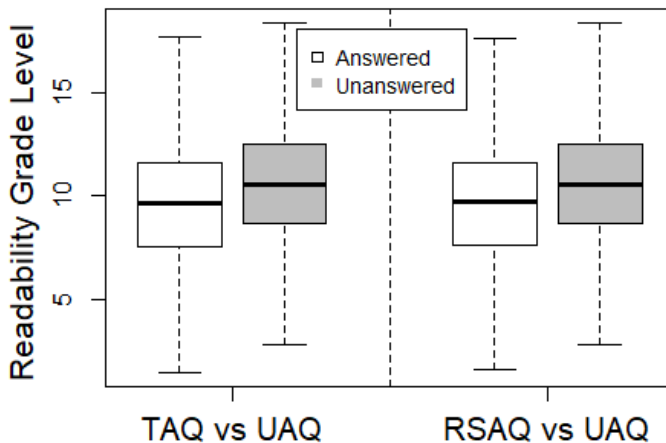 Readability Grade Level
15
10
5
Answered
Unanswered
TAQ vs UAQ
RSAQ vs UAQ